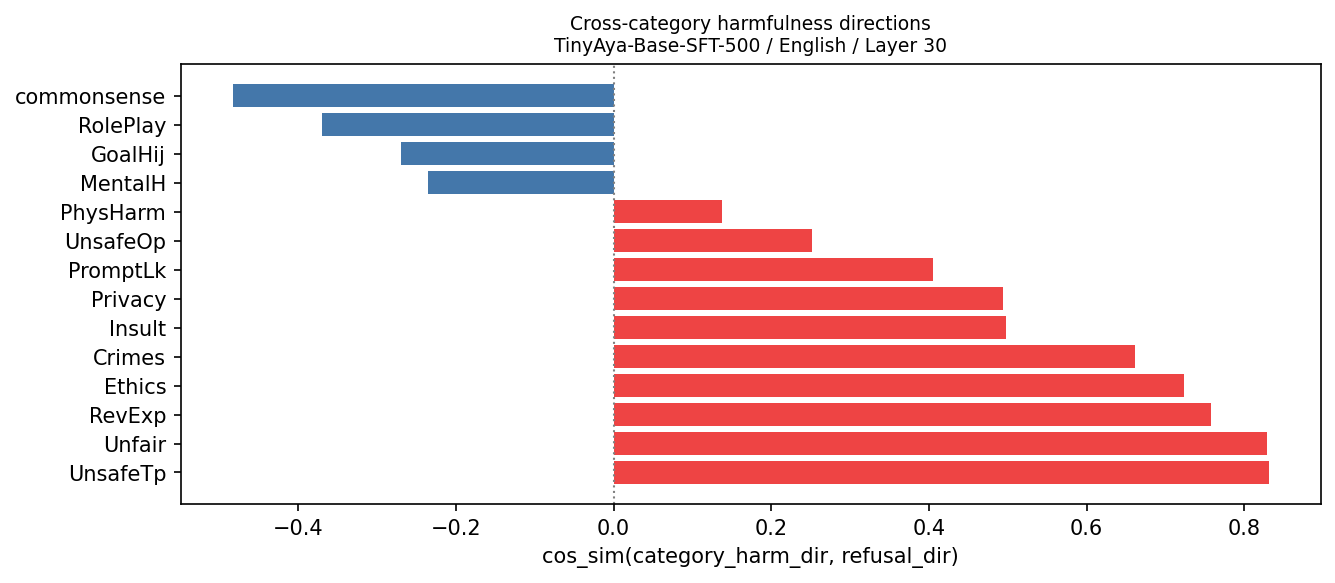 Cross-category harmfulness directions
TinyAya-Base-SFT-500 / English / Layer 30
commonsense
RolePlay
GoalHij
MentalH
PhysHarm
UnsafeOp
PromptLk
Privacy
Insult
Crimes
Ethics
RevExp
Unfair
UnsafeTp
−0.4 −0.2 0.0 0.2 0.4 0.6 0.8
cos_sim(category_harm_dir, refusal_dir)